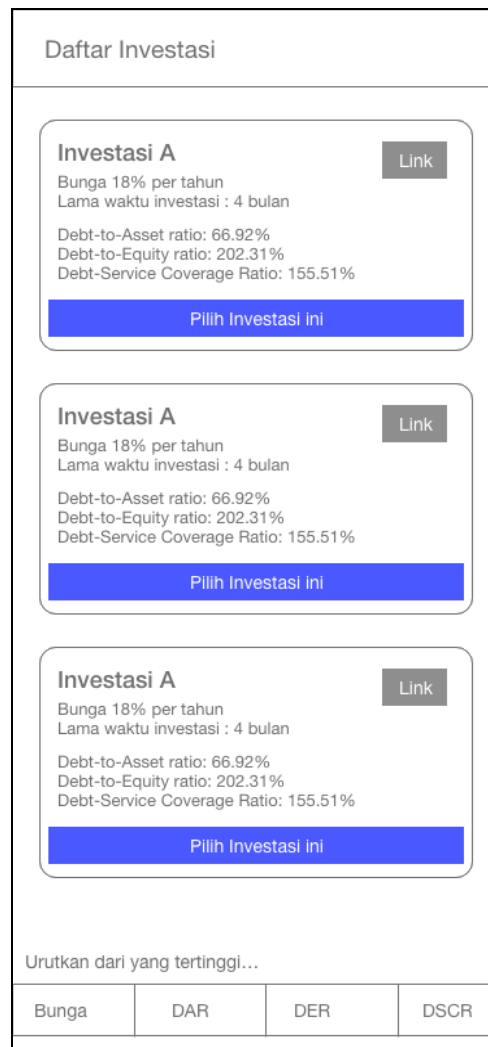 Daftar Investasi
Investasi A
Link
Bunga 18% per tahun
Lama waktu investasi : 4 bulan
Debt-to-Asset ratio: 66.92%
Debt-to-Equity ratio: 202.31%
Debt-Service Coverage Ratio: 155.51%
Pilih Investasi ini
Investasi A
Link
Bunga 18% per tahun
Lama waktu investasi : 4 bulan
Debt-to-Asset ratio: 66.92%
Debt-to-Equity ratio: 202.31%
Debt-Service Coverage Ratio: 155.51%
Pilih Investasi ini
Investasi A
Link
Bunga 18% per tahun
Lama waktu investasi : 4 bulan
Debt-to-Asset ratio: 66.92%
Debt-to-Equity ratio: 202.31%
Debt-Service Coverage Ratio: 155.51%
Pilih Investasi ini
Urutkan dari yang tertinggi...
Bunga DAR DER DSCR